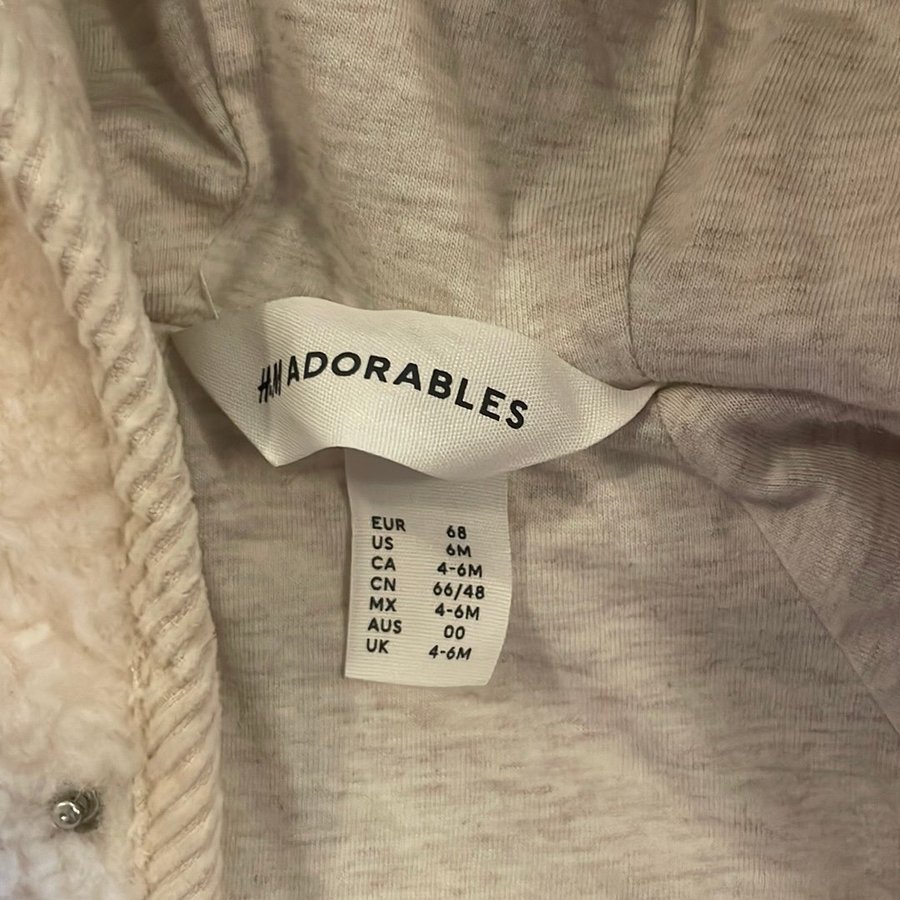 H&M ADORABLES
EUR 68
US 6M
CA 4-6M
CN 66/48
MX 4-6M
AUS 00
UK 4-6M